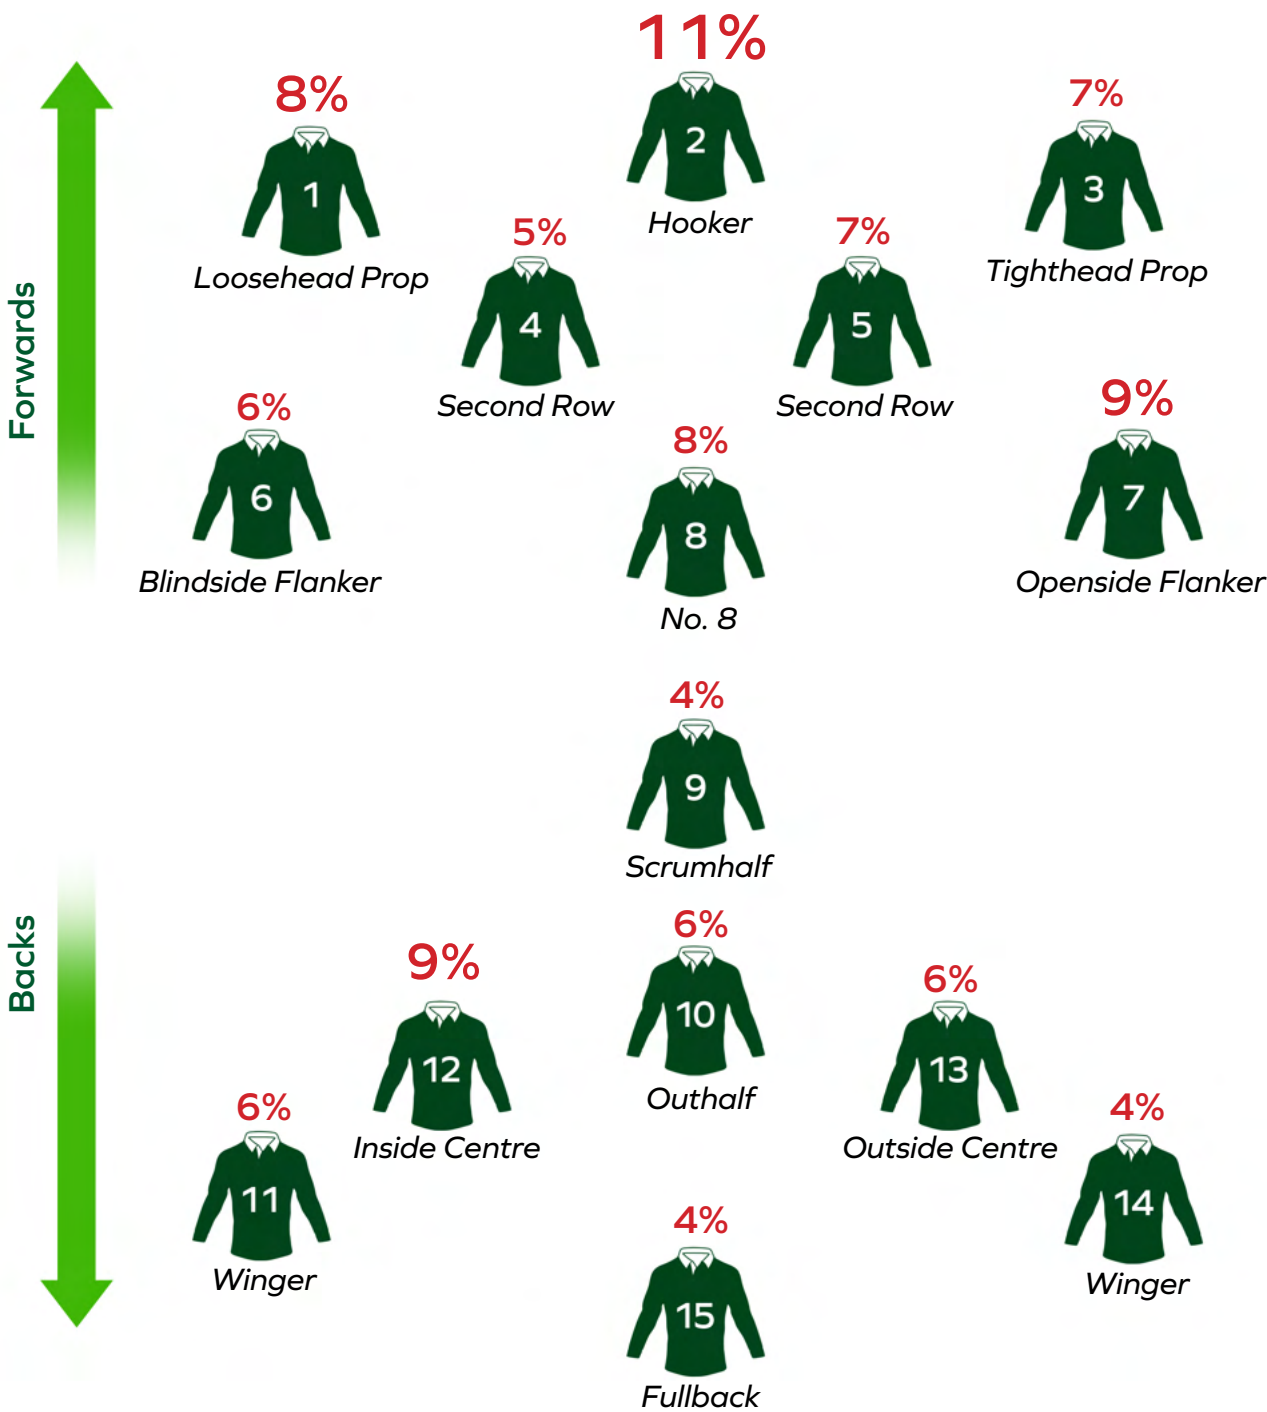 11%
8%
7%
2
1
3
Hooker
5%
7%
Loosehead Prop
Tighthead Prop
4
5
Forwards
Second Row
Second Row
6%
9%
8%
6
7
8
Blindside Flanker
Openside Flanker
No. 8
4%
9
Scrumhalf
Backs
6%
9%
6%
10
12
13
Outhalf
6%
4%
Inside Centre
Outside Centre
11
14
4%
Winger
Winger
15
Fullback